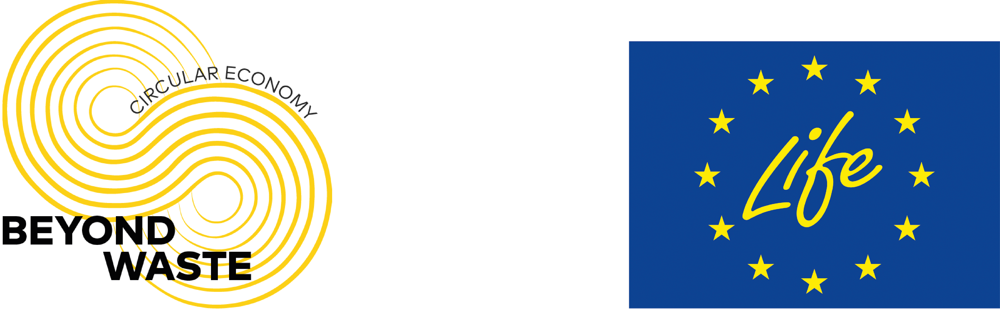 CIRCULAR ECONOMY
BEYOND
WASTE
Life